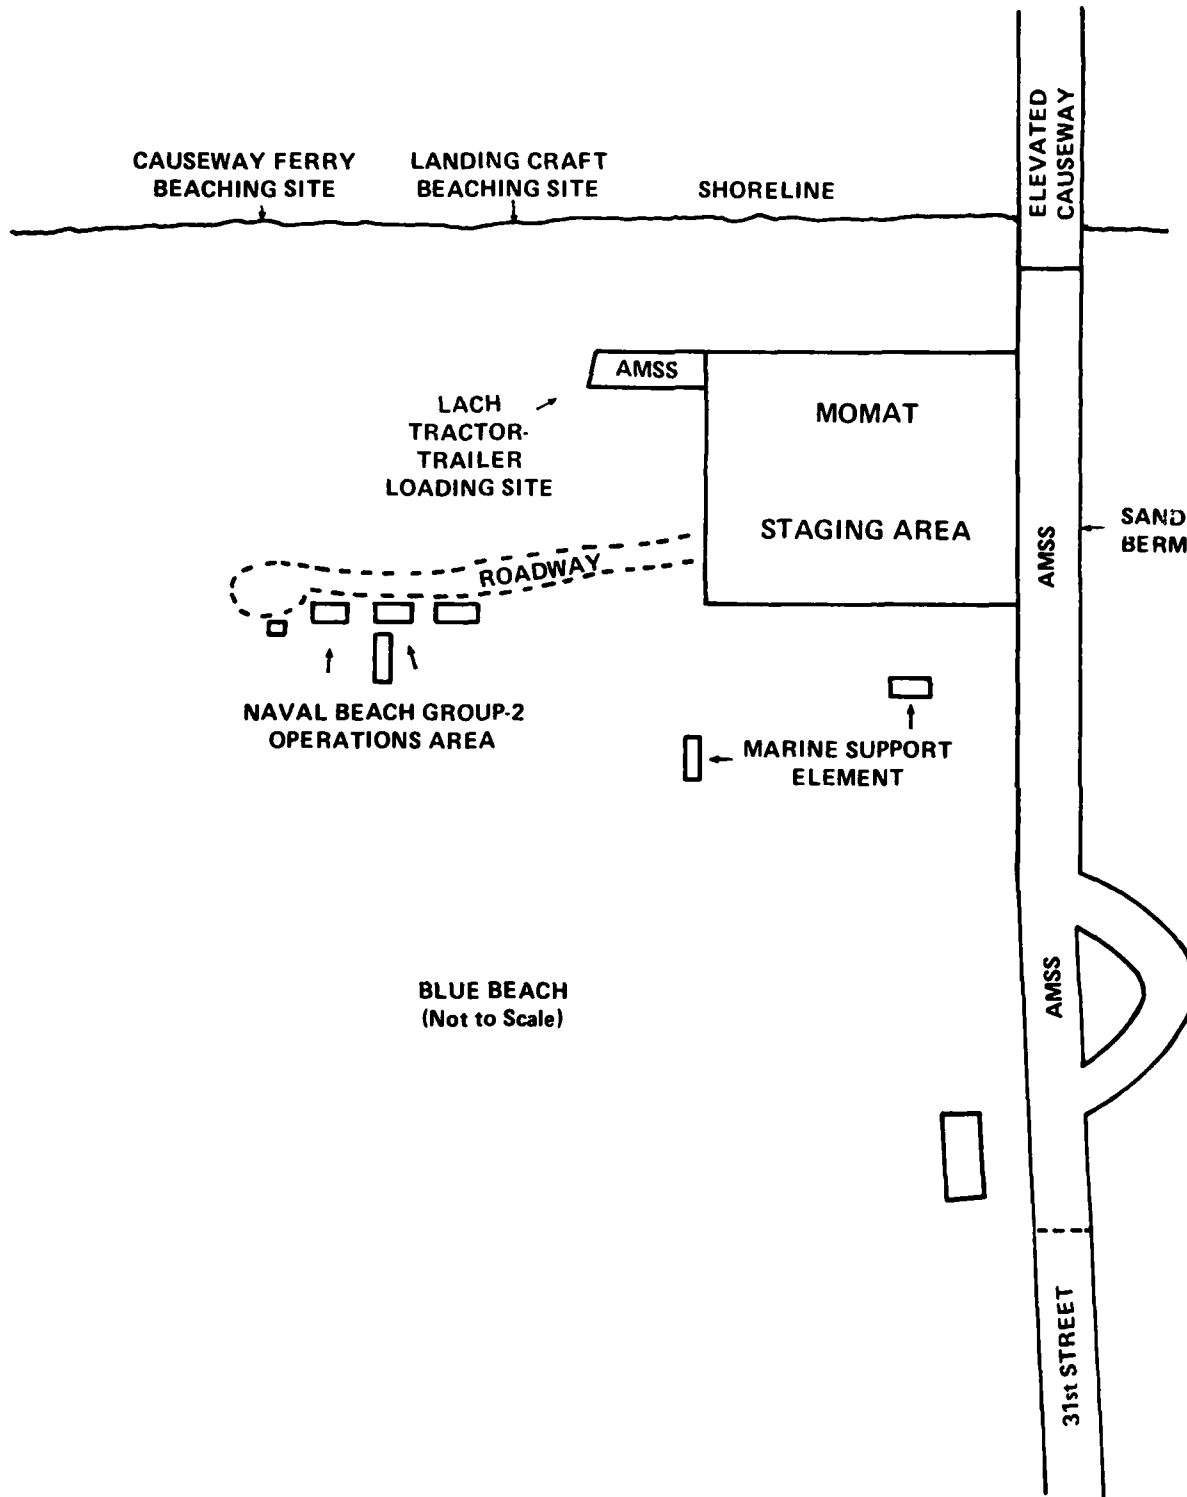 ELEVATED
CAUSEWAY
CAUSEWAY FERRY
BEACHING SITE
LANDING CRAFT
BEACHING SITE
SHORELINE
AMSS
MOMAT
LACH
TRACTOR-
TRAILER
LOADING SITE
STAGING AREA
AMSS
SAND
BERM
ROADWAY
NAVAL BEACH GROUP-2
OPERATIONS AREA
MARINE SUPPORT
ELEMENT
BLUE BEACH
(Not to Scale)
AMSS
31st STREET